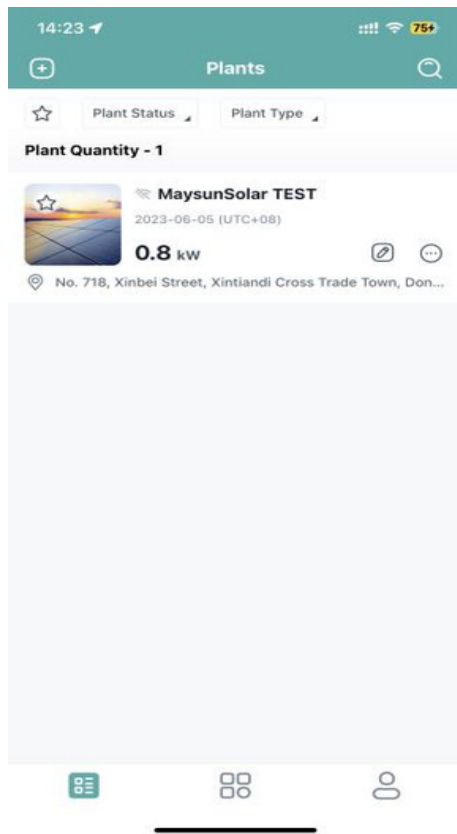 14:23
75
Plants
Plant Status
Plant Type
Plant Quantity - 1
MaysunSolar TEST
2023-06-05 (UTC+08)
0.8 kW
No. 718, Xinbei Street, Xintiandi Cross Trade Town, Don...